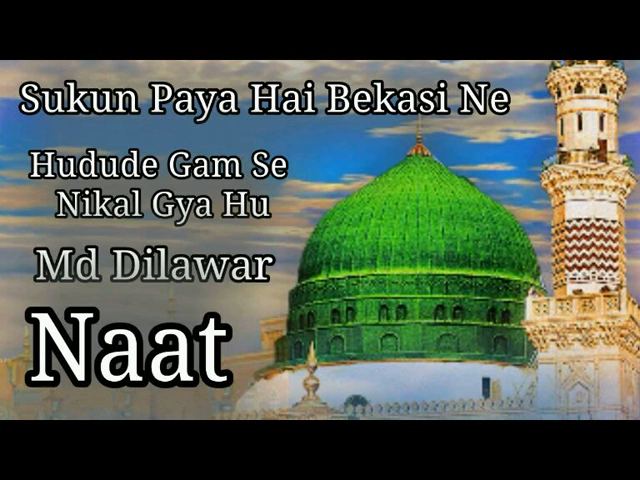 Sukun Paya Hai Bekasi Ne
Hudude Gam Se
Nikal Gya Hu
Md Dilawar
Naat